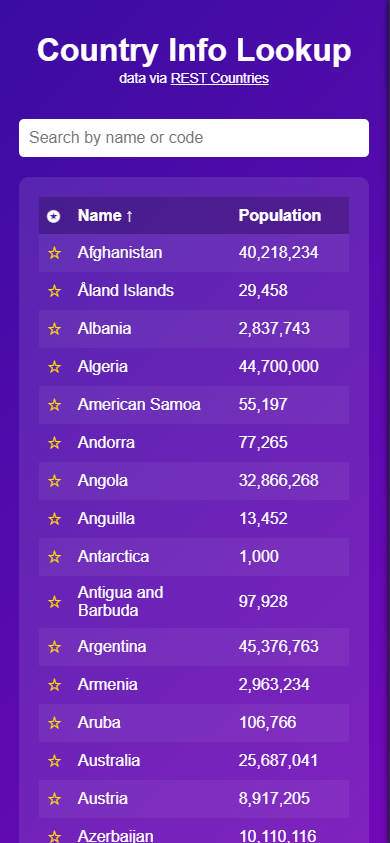 Country Info Lookup
data via REST Countries
Search by name or code
✪ Name ↑ Population
☆ Afghanistan 40,218,234
☆ Åland Islands 29,458
☆ Albania 2,837,743
☆ Algeria 44,700,000
☆ American Samoa 55,197
☆ Andorra 77,265
☆ Angola 32,866,268
☆ Anguilla 13,452
☆ Antarctica 1,000
☆ Antigua and
Barbuda 97,928
☆ Argentina 45,376,763
☆ Armenia 2,963,234
☆ Aruba 106,766
☆ Australia 25,687,041
☆ Austria 8,917,205
☆ Azerbaijan 10,110,116